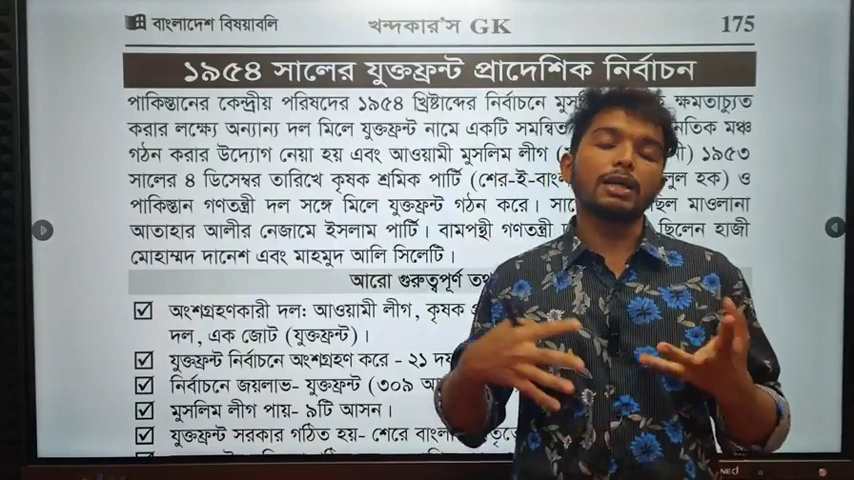 বাংলাদেশ বিষয়াবলি
খন্দকার'স GK
175
১৯৫৪ সালের যুক্তফ্রন্ট প্রাদেশিক নির্বাচন
পাকিস্তানের কেন্দ্রীয় পরিষদের ১৯৫৪ খ্রিষ্টাব্দের নির্বাচনে ক্ষমতাচ্যুত
করার লক্ষ্যে অন্যান্য দল মিলে যুক্তফ্রন্ট নামে একটি মঞ্চ
গঠন করার উদ্যোগ নেয়া হয় এবং আওয়ামী মুসলিম লীগ ১৯৫৩
সালের ৪ ডিসেম্বর তারিখে কৃষক শ্রমিক পার্টি হক) ও
পাকিস্তান গণতন্ত্রী দল সঙ্গে মিলে যুক্তফ্রন্ট গঠন করে। মাওলানা
আতাহার আলীর নেজামে ইসলাম পার্টি। বামপন্থী গণতন্ত্রী ছিলেন হাজী
মোহাম্মদ দানেশ এবং মাহমুদ আলি সিলেটি।
আরো গুরুত্বপূর্ণ
অংশগ্রহণকারী দল: আওয়ামী লীগ, কৃষক
দল, এক জোট (যুক্তফ্রন্ট)।
যুক্তফ্রন্ট নির্বাচনে অংশগ্রহণ করে - ২১
নির্বাচনে জয়লাভ- যুক্তফ্রন্ট (৩০৯
মুসলিম লীগ পায়- ৯টি আসন।
যুক্তফ্রন্ট সরকার গঠিত হয়- শেরে